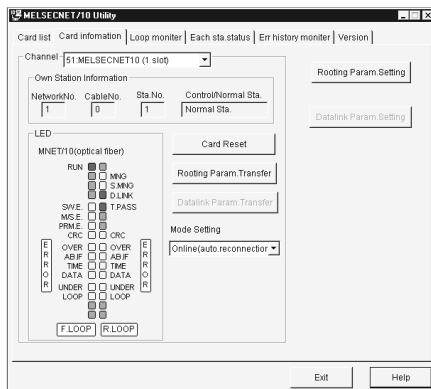 MELSECNET/10 Utility
Card list Card infomation Loop moniter Each sta.status Err history moniter Version
Channel 51:MELSECNET10 (1 slot)
Rooting Param.Setting
Own Station Information
NetworkNo. CableNo. Sta.No. Control/Normal Sta.
1 0 1 Normal Sta.
Datalink Param.Setting
LED
MNET/10(optical fiber)
Card Reset
RUN
MNG
S.MNG
D.LINK
Rooting Param.Transfer
SW.E. T.PASS
M/S.E.
PRM.E.
CRC CRC
Datalink Param.Transfer
Mode Setting
ERROR OVER OVER ERROR
AB.IF AB.IF
TIME TIME
DATA DATA
UNDER UNDER
LOOP LOOP
Online(auto.reconnection
F.LOOP R.LOOP
Exit Help